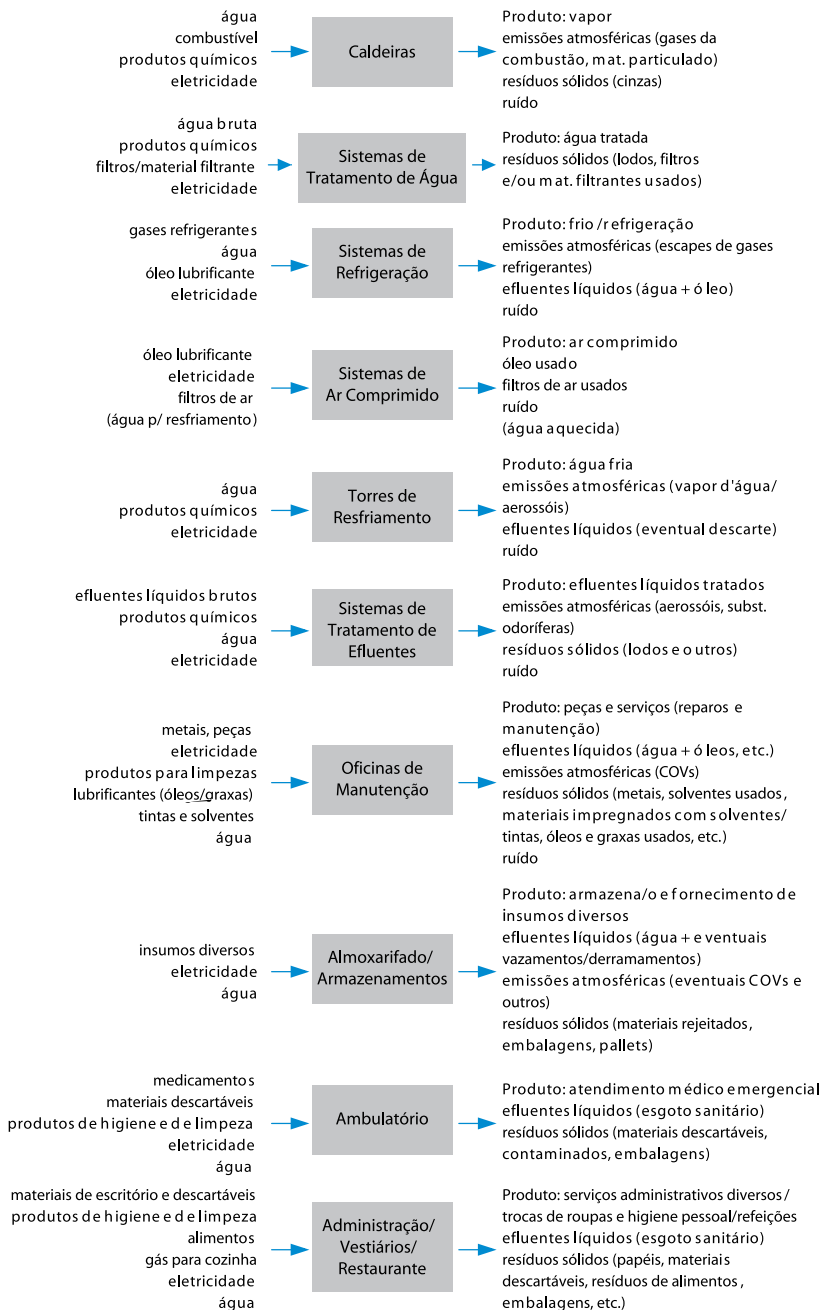 água
combustível
produtos químicos
eletricidade
Caldeiras
Produto: vapor
emissões atmosféricas (gases da
combustão, mat. particulado)
resíduos sólidos (cinzas)
ruído
água bruta
produtos químicos
filtros/material filtrante
eletricidade
Sistemas de
Tratamento de Água
Produto: água tratada
resíduos sólidos (lodos, filtros
e/ou mat. filtrantes usados)
gases refrigerantes
água
óleo lubrificante
eletricidade
Sistemas de
Refrigeração
Produto: frio /refrigeração
emissões atmosféricas (escapes de gases
refrigerantes)
efluentes líquidos (água + óleo)
ruído
óleo lubrificante
eletricidade
filtros de ar
(água p/ resfriamento)
Sistemas de
Ar Comprimido
Produto: ar comprimido
óleo usado
filtros de ar usados
ruído
(água aquecida)
água
produtos químicos
eletricidade
Torres de
Resfriamento
Produto: água fria
emissões atmosféricas (vapor d'água/
aerossóis)
efluentes líquidos (eventual descarte)
ruído
efluentes líquidos brutos
produtos químicos
água
eletricidade
Sistemas de
Tratamento de
Efluentes
Produto: efluentes líquidos tratados
emissões atmosféricas (aerossóis, subst.
odoríferas)
resíduos sólidos (lodos e outros)
ruído
metais, peças
eletricidade
produtos para limpezas
lubrificantes (óleos/graxas)
tintas e solventes
água
Oficinas de
Manutenção
Produto: peças e serviços (reparos e
manutenção)
efluentes líquidos (água + óleos, etc.)
emissões atmosféricas (COVs)
resíduos sólidos (metais, solventes usados,
materiais impregnados com solventes/
tintas, óleos e graxas usados, etc.)
ruído
insumos diversos
eletricidade
água
Almoxarifado/
Armazenamentos
Produto: armazena/o e fornecimento de
insumos diversos
efluentes líquidos (água + eventuais
vazamentos/derramamentos)
emissões atmosféricas (eventuais COVs e
outros)
resíduos sólidos (materiais rejeitados,
embalagens, pallets)
medicamentos
materiais descartáveis
produtos de higiene e de limpeza
eletricidade
água
Ambulatório
Produto: atendimento médico emergencial
efluentes líquidos (esgoto sanitário)
resíduos sólidos (materiais descartáveis,
contaminados, embalagens)
materiais de escritório e descartáveis
produtos de higiene e de limpeza
alimentos
gás para cozinha
eletricidade
água
Administração/
Vestiários/
Restaurante
Produto: serviços administrativos diversos/
trocas de roupas e higiene pessoal/refeições
efluentes líquidos (esgoto sanitário)
resíduos sólidos (papéis, materiais
descartáveis, resíduos de alimentos,
embalagens, etc.)